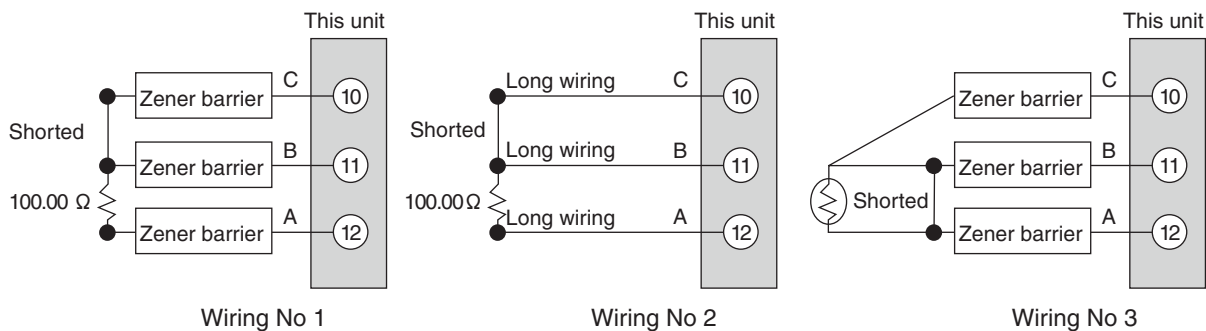 This unit
C
Zener barrier
10
Shorted
B
Zener barrier
11
100.00 Ω
A
Zener barrier
12
Wiring No 1
This unit
Long wiring
C
10
Shorted
Long wiring
B
11
100.00Ω
Long wiring
A
12
Wiring No 2
This unit
C
Zener barrier
10
B
Zener barrier
11
Shorted
A
Zener barrier
12
Wiring No 3